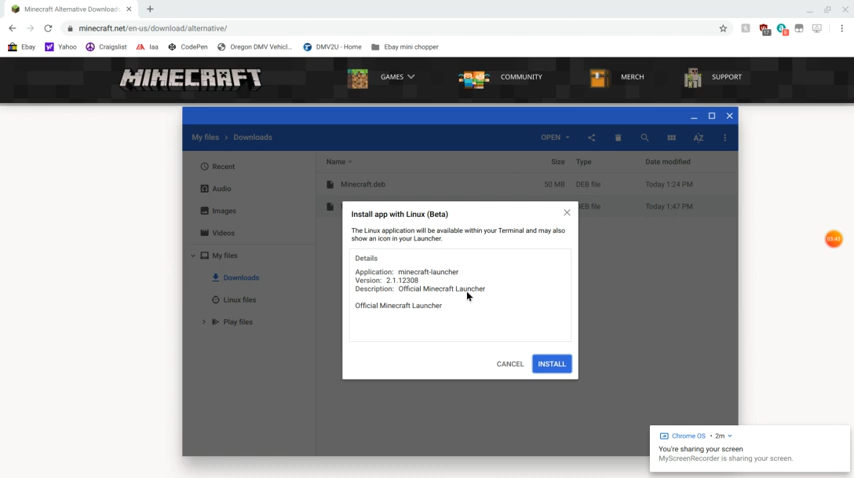 Minecraft Alternative Downloads
minecraft.net/en-us/download/alternative/
Ebay Yahoo Craigslist Iaa CodePen Oregon DMV Vehicl... DMV2U - Home Ebay mini chopper
MINECRAFT GAMES COMMUNITY MERCH SUPPORT
My files Downloads OPEN AZ
Recent Name Size Type Date modified
Audio Minecraft.deb 50 MB DEB file Today 1:24 PM
Images DEB file Today 1:47 PM
Videos
My files
Downloads
Linux files
Play files
Install app with Linux (Beta)
The Linux application will be available within your Terminal and may also
show an icon in your Launcher.
Details
Application: minecraft-launcher
Version: 2.1.12308
Description: Official Minecraft Launcher
Official Minecraft Launcher
CANCEL INSTALL
Chrome OS • 2m
You're sharing your screen
MyScreenRecorder is sharing your screen.